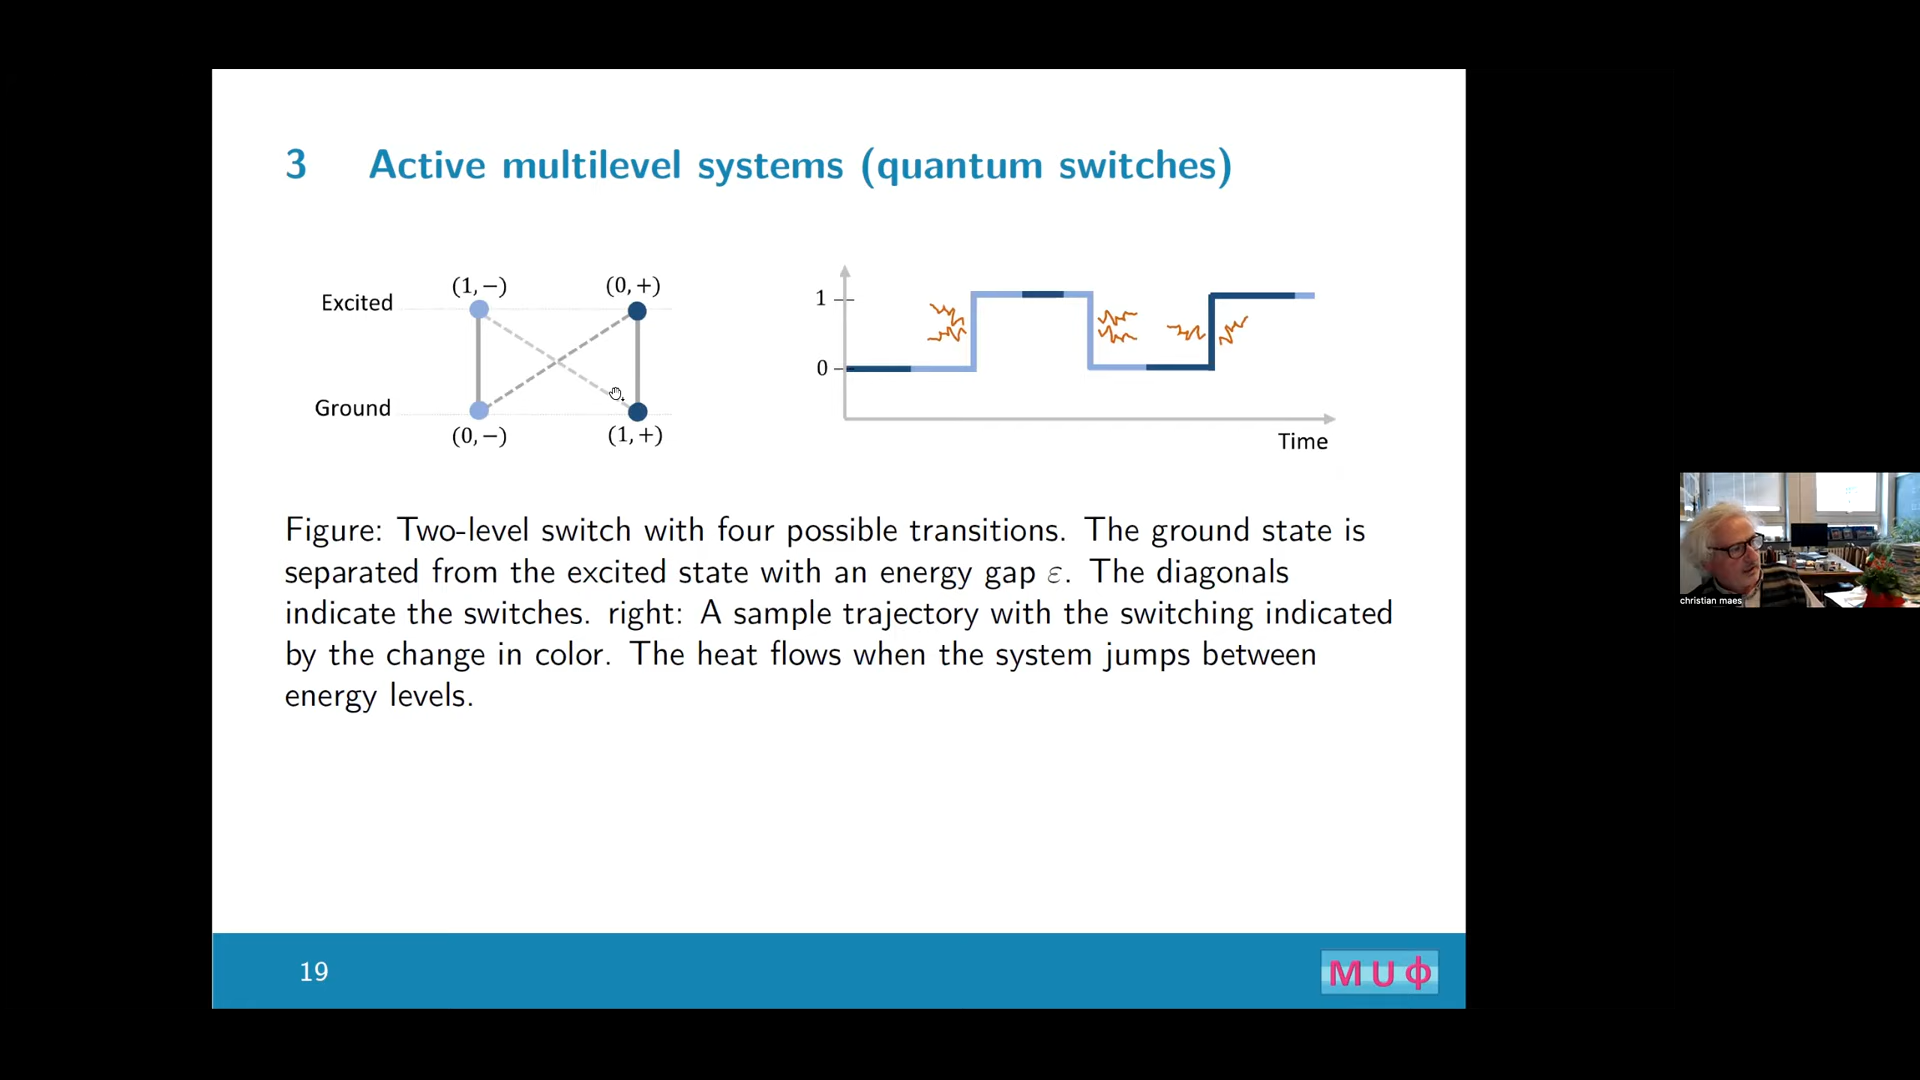 3 Active multilevel systems (quantum switches)
(1, −) (0, +)
Excited
Ground
(0, −) (1, +)
1
0
Time
Figure: Two-level switch with four possible transitions. The ground state is
separated from the excited state with an energy gap ε. The diagonals
indicate the switches. right: A sample trajectory with the switching indicated
by the change in color. The heat flows when the system jumps between
energy levels.
19
MUΦ
christian maes